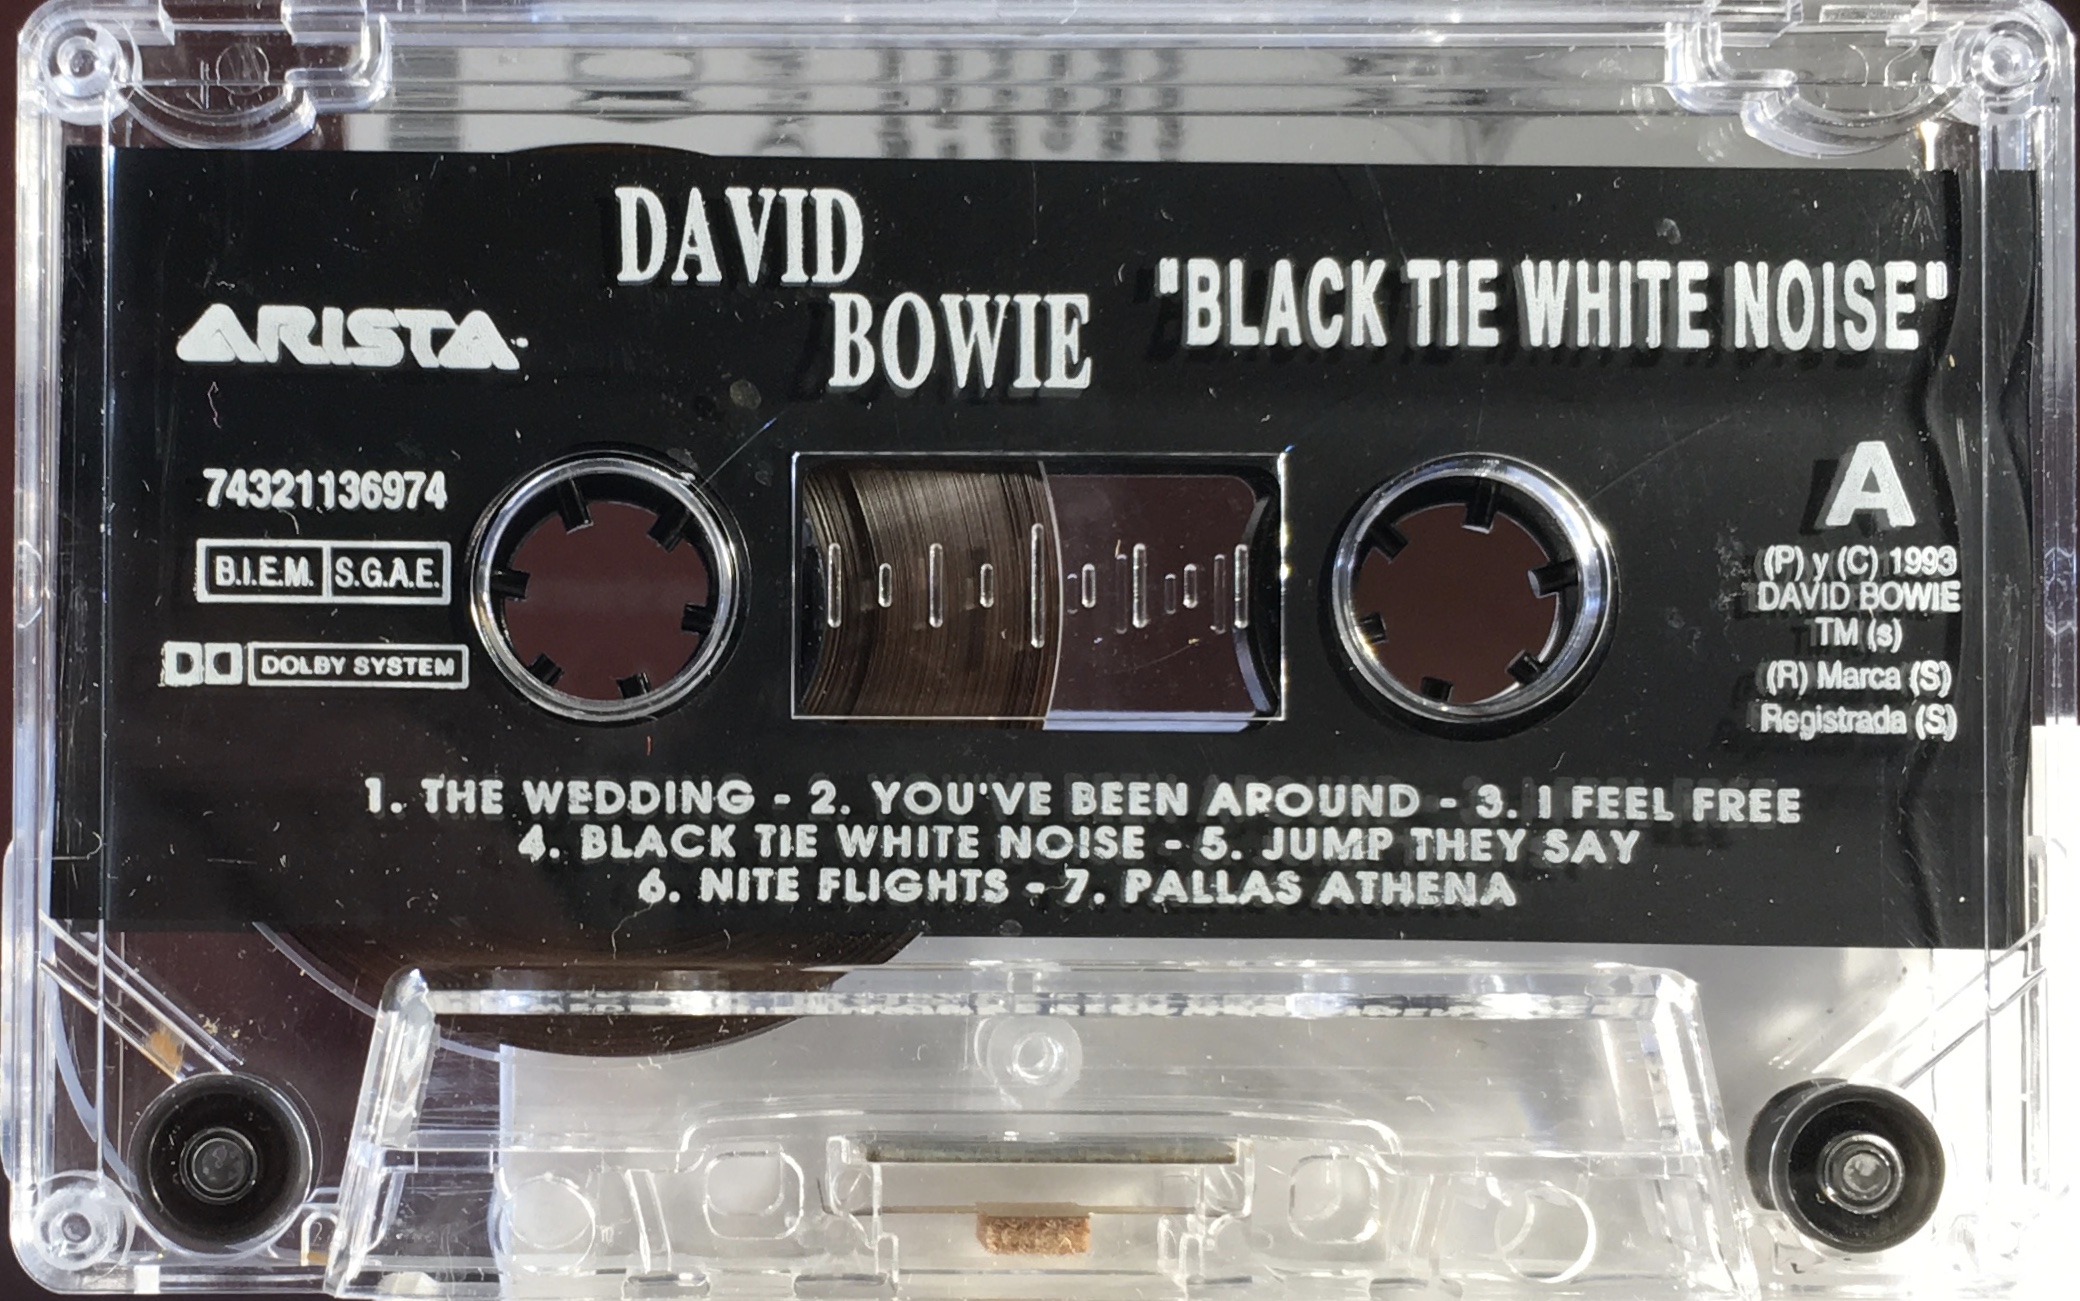 DAVID
BOWIE
"BLACK TIE WHITE NOISE"
ARISTA
74321136974
B.I.E.M. S.G.A.E.
DOLBY SYSTEM
A
(P) y (C) 1993
DAVID BOWIE
TM (s)
(R) Marca (S)
Registrada (S)
1. THE WEDDING - 2. YOU'VE BEEN AROUND - 3. I FEEL FREE
4. BLACK TIE WHITE NOISE - 5. JUMP THEY SAY
6. NITE FLIGHTS - 7. PALLAS ATHENA